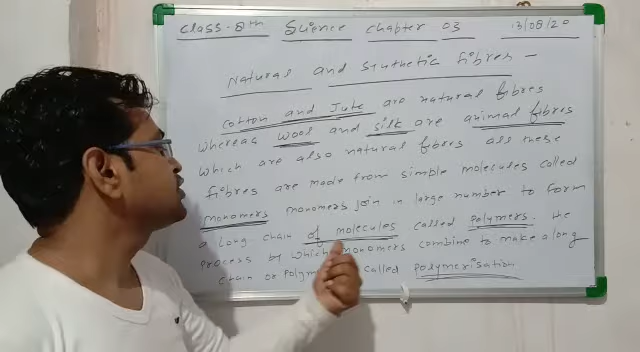 Class-8th Science chapter 03 13/08/20
Natural and Synthetic fibres -
Cotton and Jute are natural fibres
whereas wool and silk are animal fibres
which are also natural fibres all these
fibres are made from simple molecules called
monomers monomers join in large number to form
a long chain of molecules called Polymers. the
process by which monomers combine to make along
chain or polym called Polymerisation